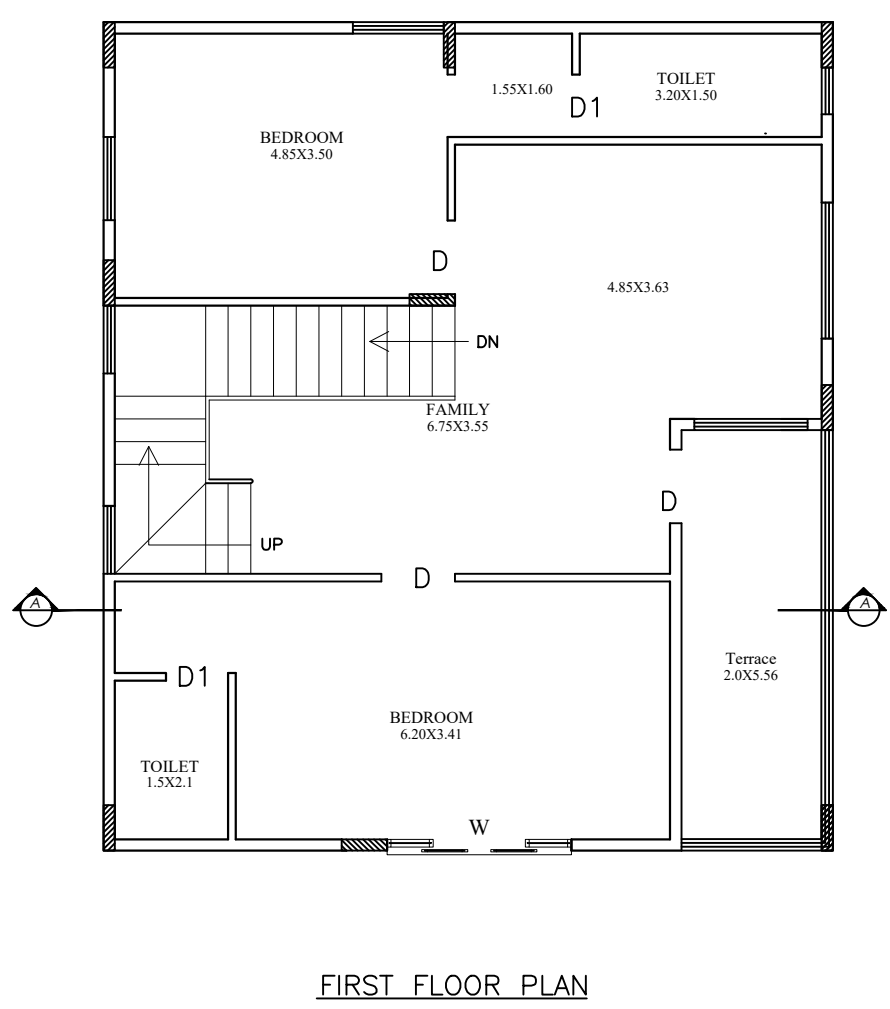 TOILET
3.20X1.50
1.55X1.60
D1
BEDROOM
4.85X3.50
D
4.85X3.63
DN
FAMILY
6.75X3.55
D
UP
D
A
A
Terrace
2.0X5.56
D1
BEDROOM
6.20X3.41
TOILET
1.5X2.1
W
FIRST FLOOR PLAN